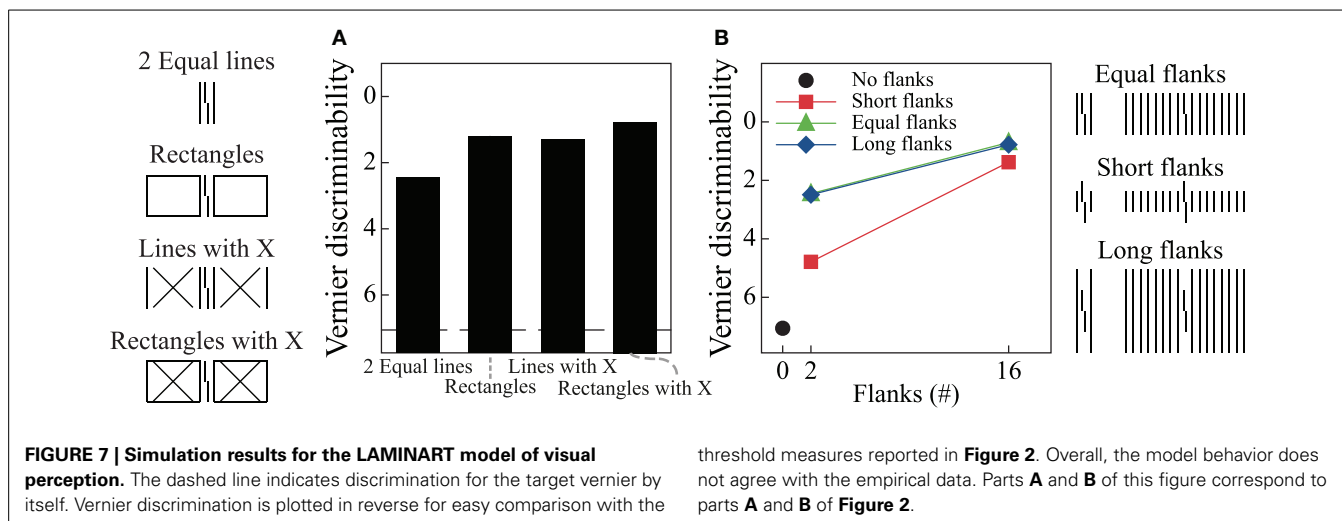 2 Equal lines
Rectangles
Lines with X
Rectangles with X
A
Vernier discriminability
0
2
4
6
2 Equal lines
Rectangles
Lines with X
Rectangles with X
B
Vernier discriminability
0
2
4
6
No flanks
Short flanks
Equal flanks
Long flanks
0 2 16
Flanks (#)
Equal flanks
Short flanks
Long flanks
FIGURE 7 | Simulation results for the LAMINART model of visual
perception. The dashed line indicates discrimination for the target vernier by
itself. Vernier discrimination is plotted in reverse for easy comparison with the
threshold measures reported in Figure 2. Overall, the model behavior does
not agree with the empirical data. Parts A and B of this figure correspond to
parts A and B of Figure 2.